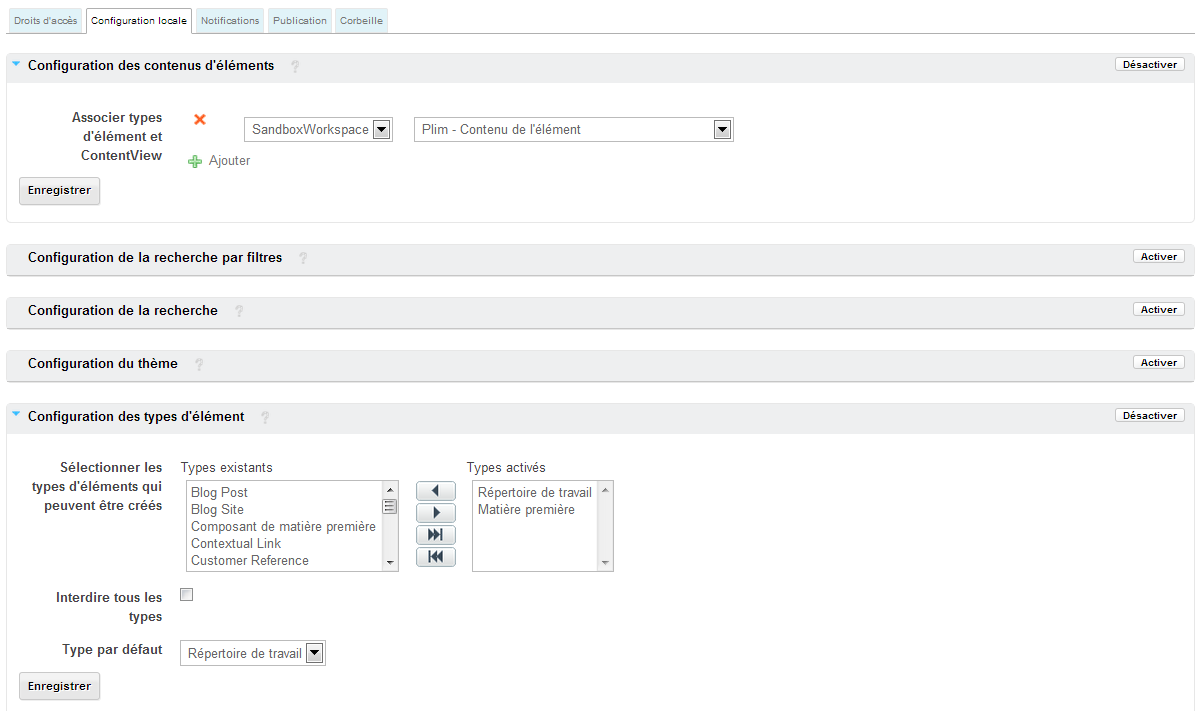 Droits d'accès Configuration locale Notifications Publication Corbeille
Configuration des contenus d'éléments ? Désactiver
Associer types d'élément et ContentView
SandboxWorkspace Plim - Contenu de l'élément
Ajouter
Enregistrer
Configuration de la recherche par filtres ? Activer
Configuration de la recherche ? Activer
Configuration du thème ? Activer
Configuration des types d'élément ? Désactiver
Sélectionner les types d'éléments qui peuvent être créés
Types existants Types activés
Blog Post
Blog Site
Composant de matière première
Contextual Link
Customer Reference
Répertoire de travail
Matière première
Interdire tous les types
Type par défaut Répertoire de travail
Enregistrer